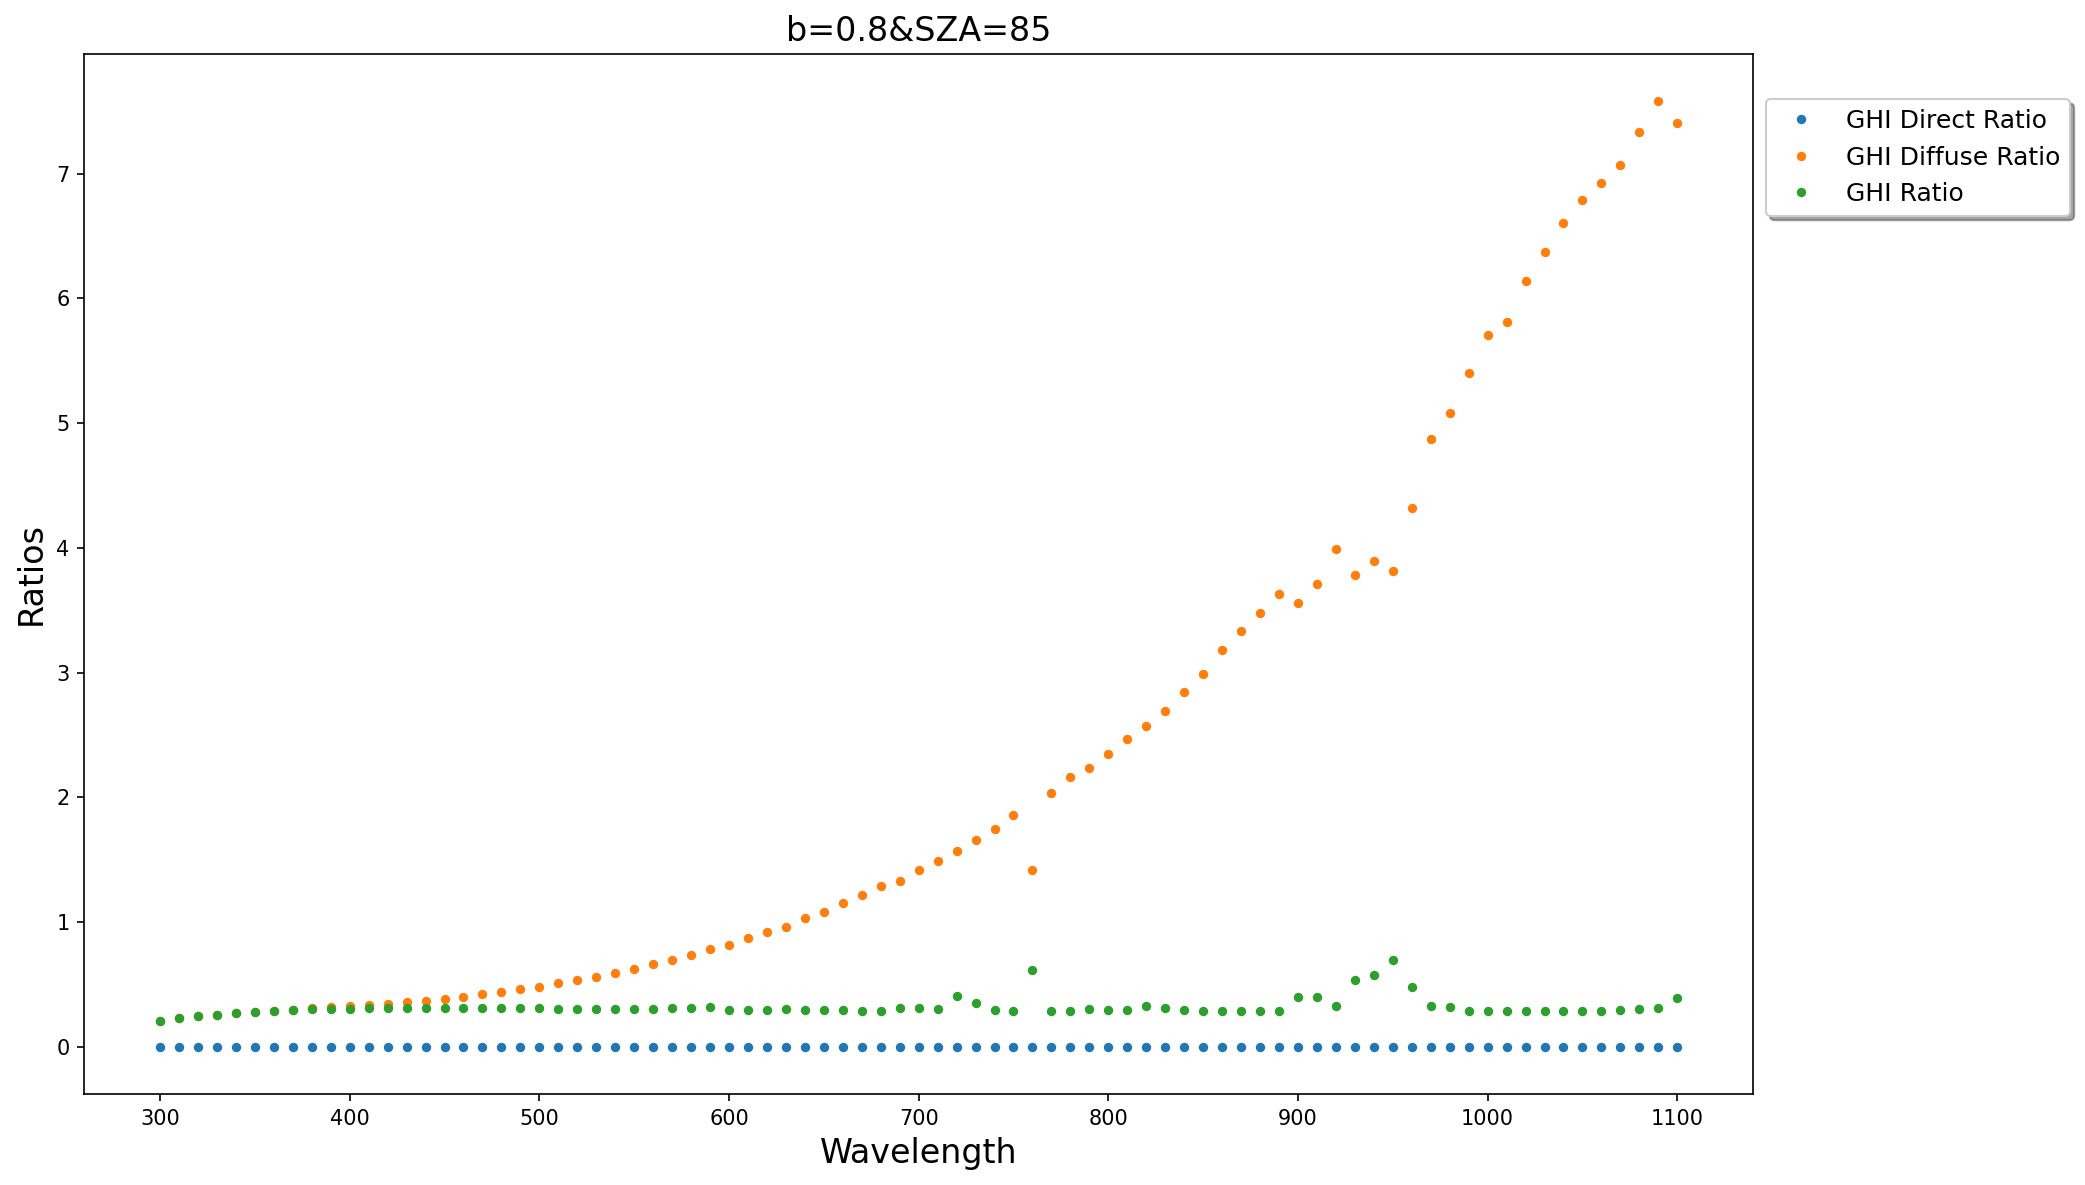 b=0.8&SZA=85
GHI Direct Ratio
GHI Diffuse Ratio
GHI Ratio
Ratios
7
6
5
4
3
2
1
0
300 400 500 600 700 800 900 1000 1100
Wavelength